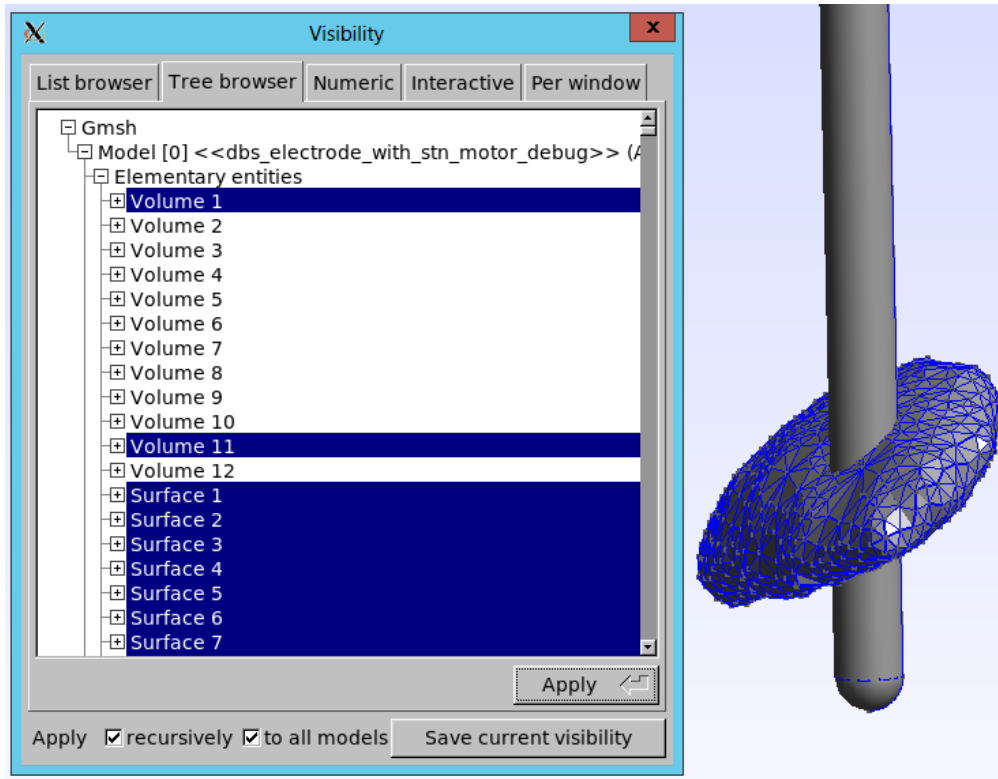 Visibility
List browser Tree browser Numeric Interactive Per window
Gmsh
Model [0] <<dbs_electrode_with_stn_motor_debug>> (A
Elementary entities
Volume 1
Volume 2
Volume 3
Volume 4
Volume 5
Volume 6
Volume 7
Volume 8
Volume 9
Volume 10
Volume 11
Volume 12
Surface 1
Surface 2
Surface 3
Surface 4
Surface 5
Surface 6
Surface 7
Apply
Apply recursively to all models Save current visibility